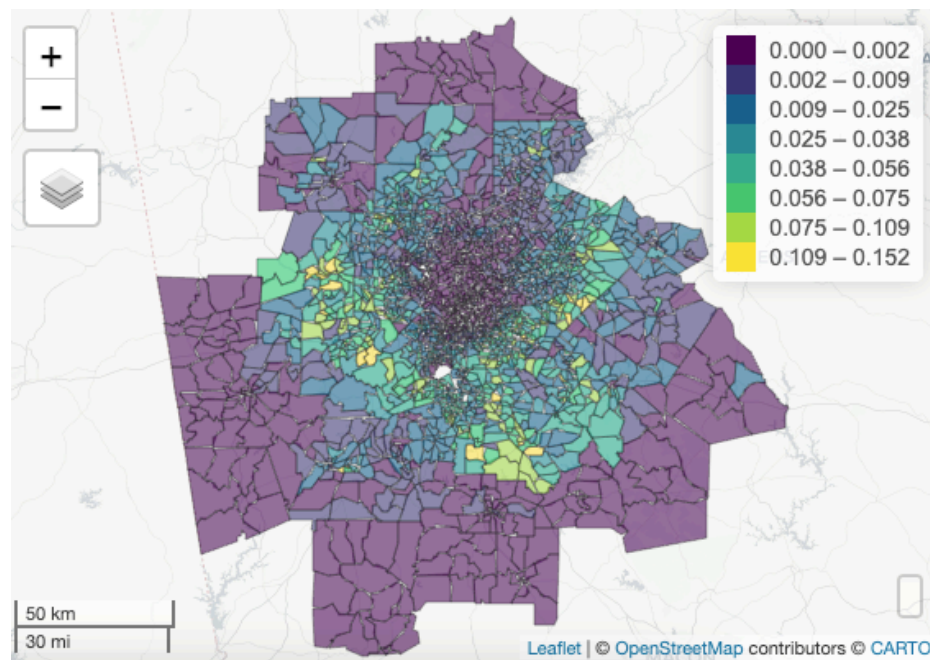 +
−
0.000 – 0.002
0.002 – 0.009
0.009 – 0.025
0.025 – 0.038
0.038 – 0.056
0.056 – 0.075
0.075 – 0.109
0.109 – 0.152
50 km
30 mi
Leaflet | © OpenStreetMap contributors © CARTO